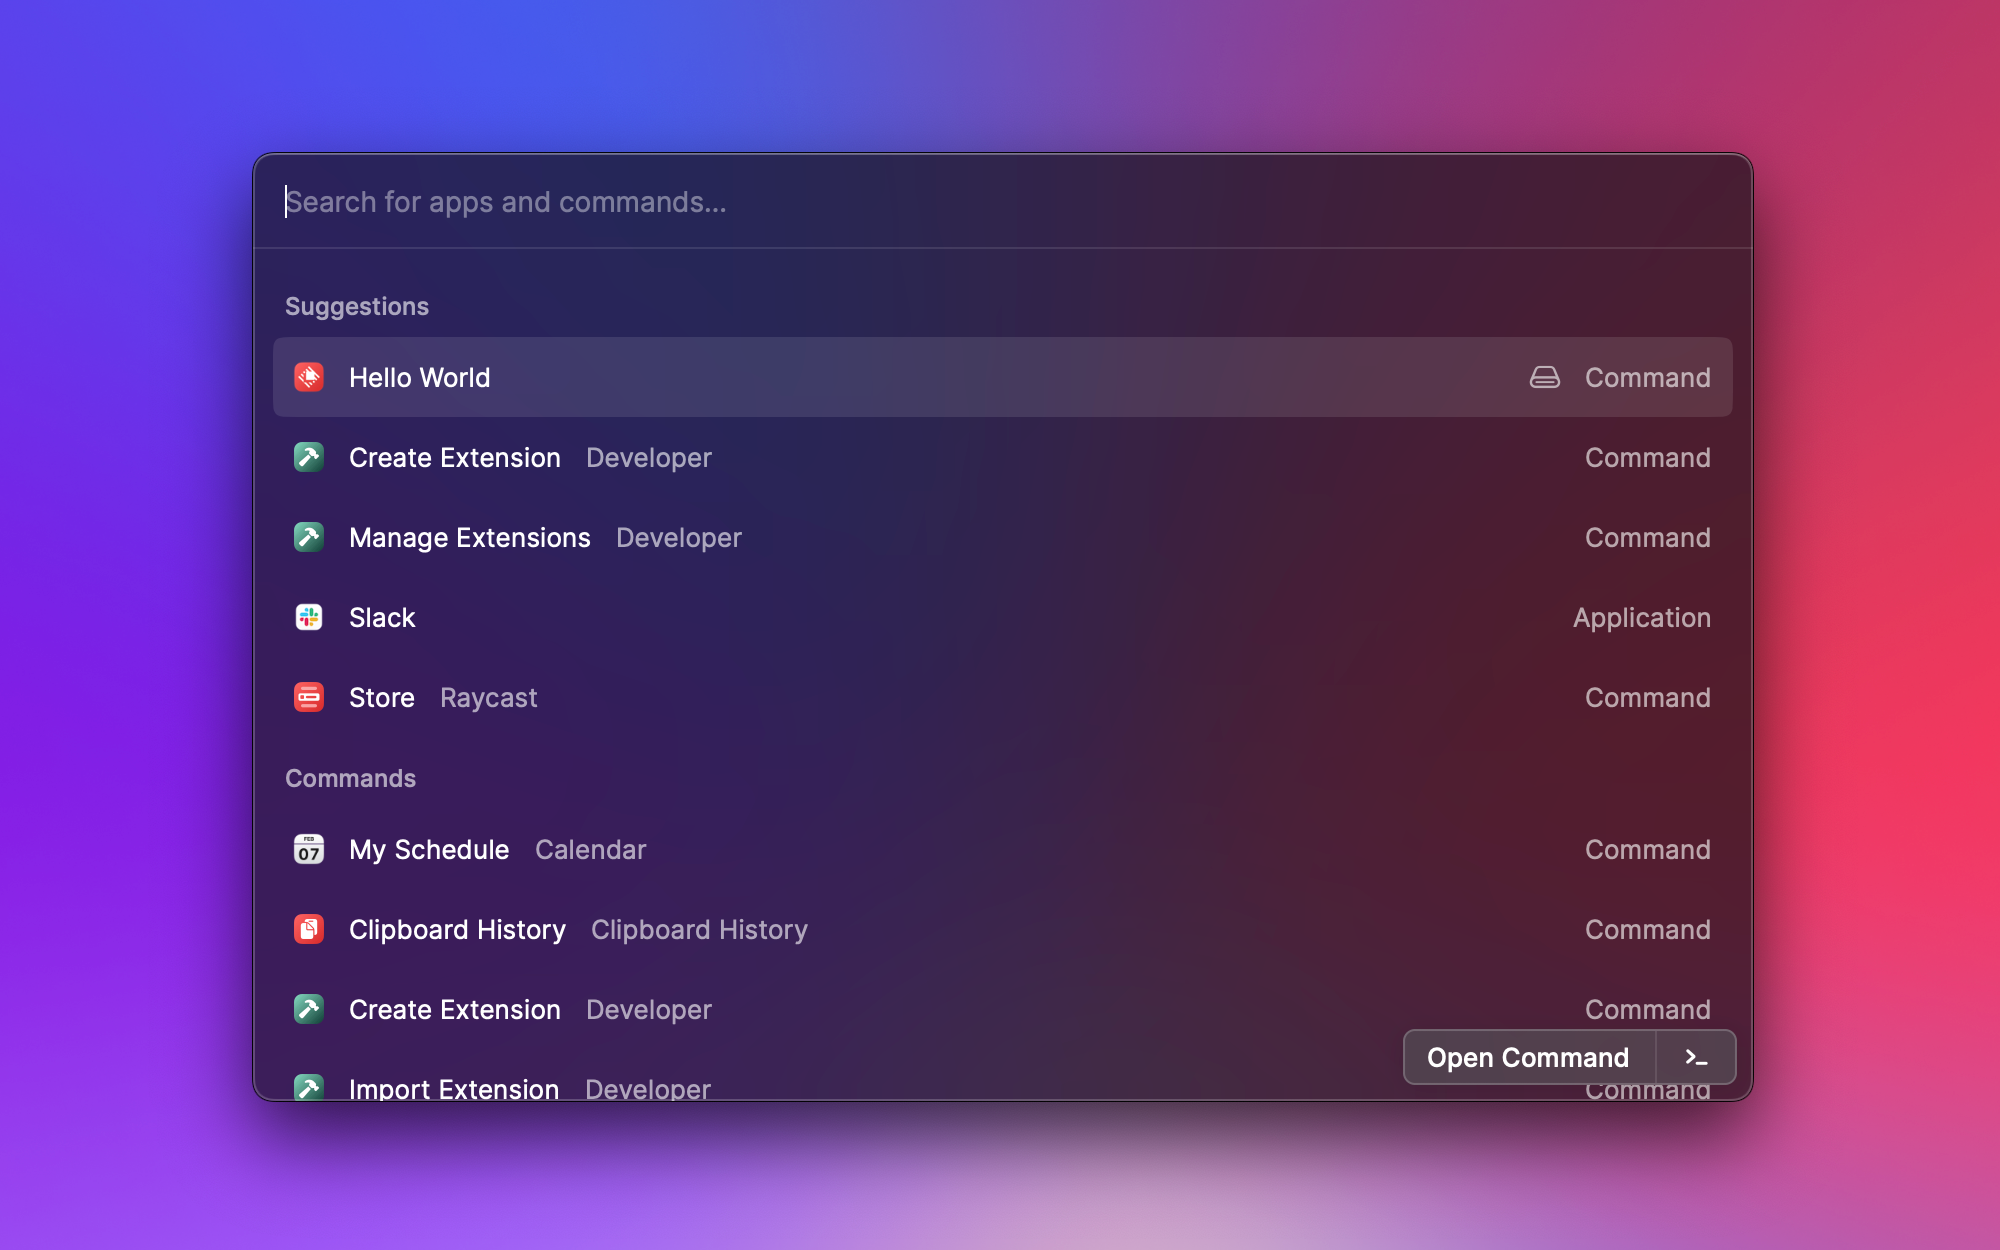 Search for apps and commands...
Suggestions
Hello World Command
Create Extension Developer Command
Manage Extensions Developer Command
Slack Application
Store Raycast Command
Commands
FEB
07 My Schedule Calendar Command
Clipboard History Clipboard History Command
Create Extension Developer Command
Open Command >_
Import Extension Developer Command